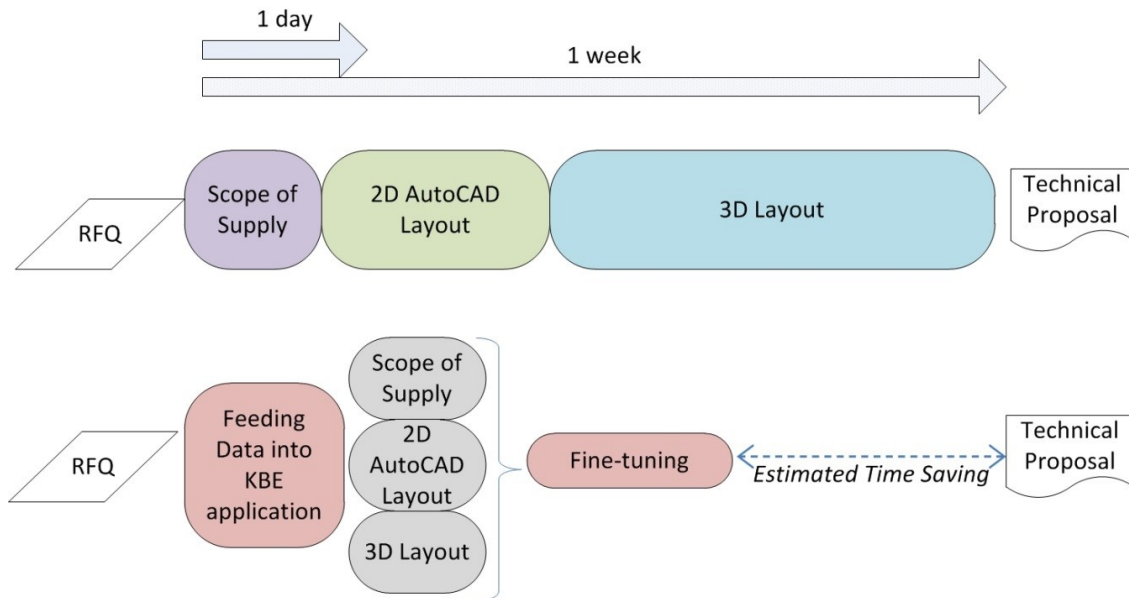 1 day
1 week
RFQ
Scope of
Supply
2D AutoCAD
Layout
3D Layout
Technical
Proposal
RFQ
Feeding
Data into
KBE
application
Scope of
Supply
2D
AutoCAD
Layout
3D Layout
Fine-tuning
Estimated Time Saving
Technical
Proposal